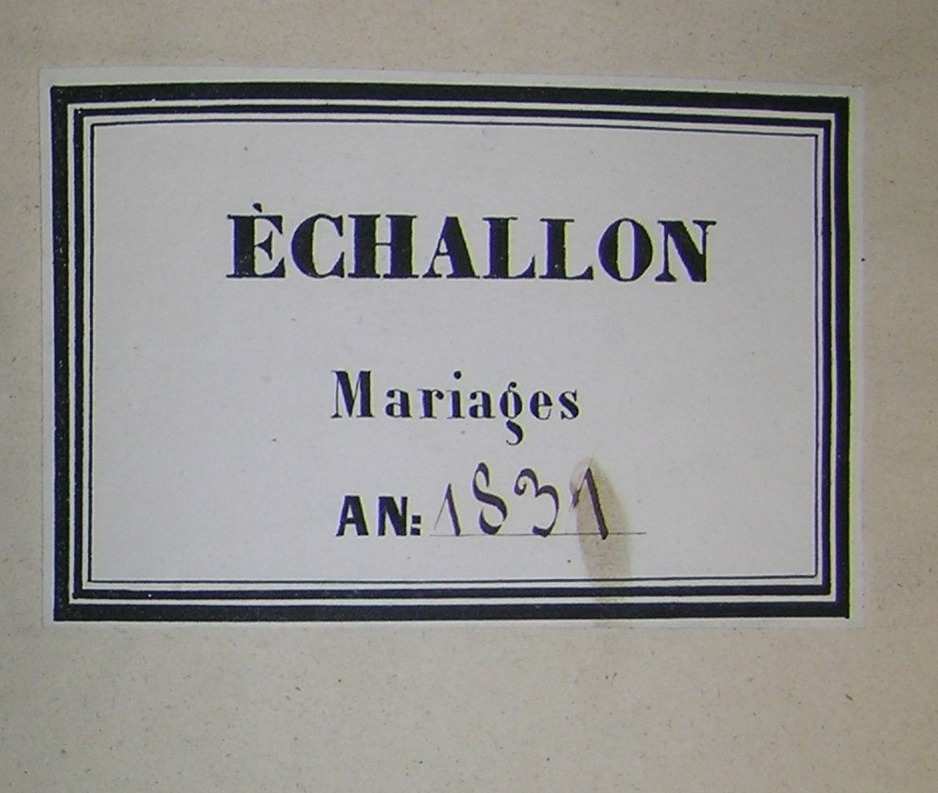 ÈCHALLON
Mariages
AN: 1831